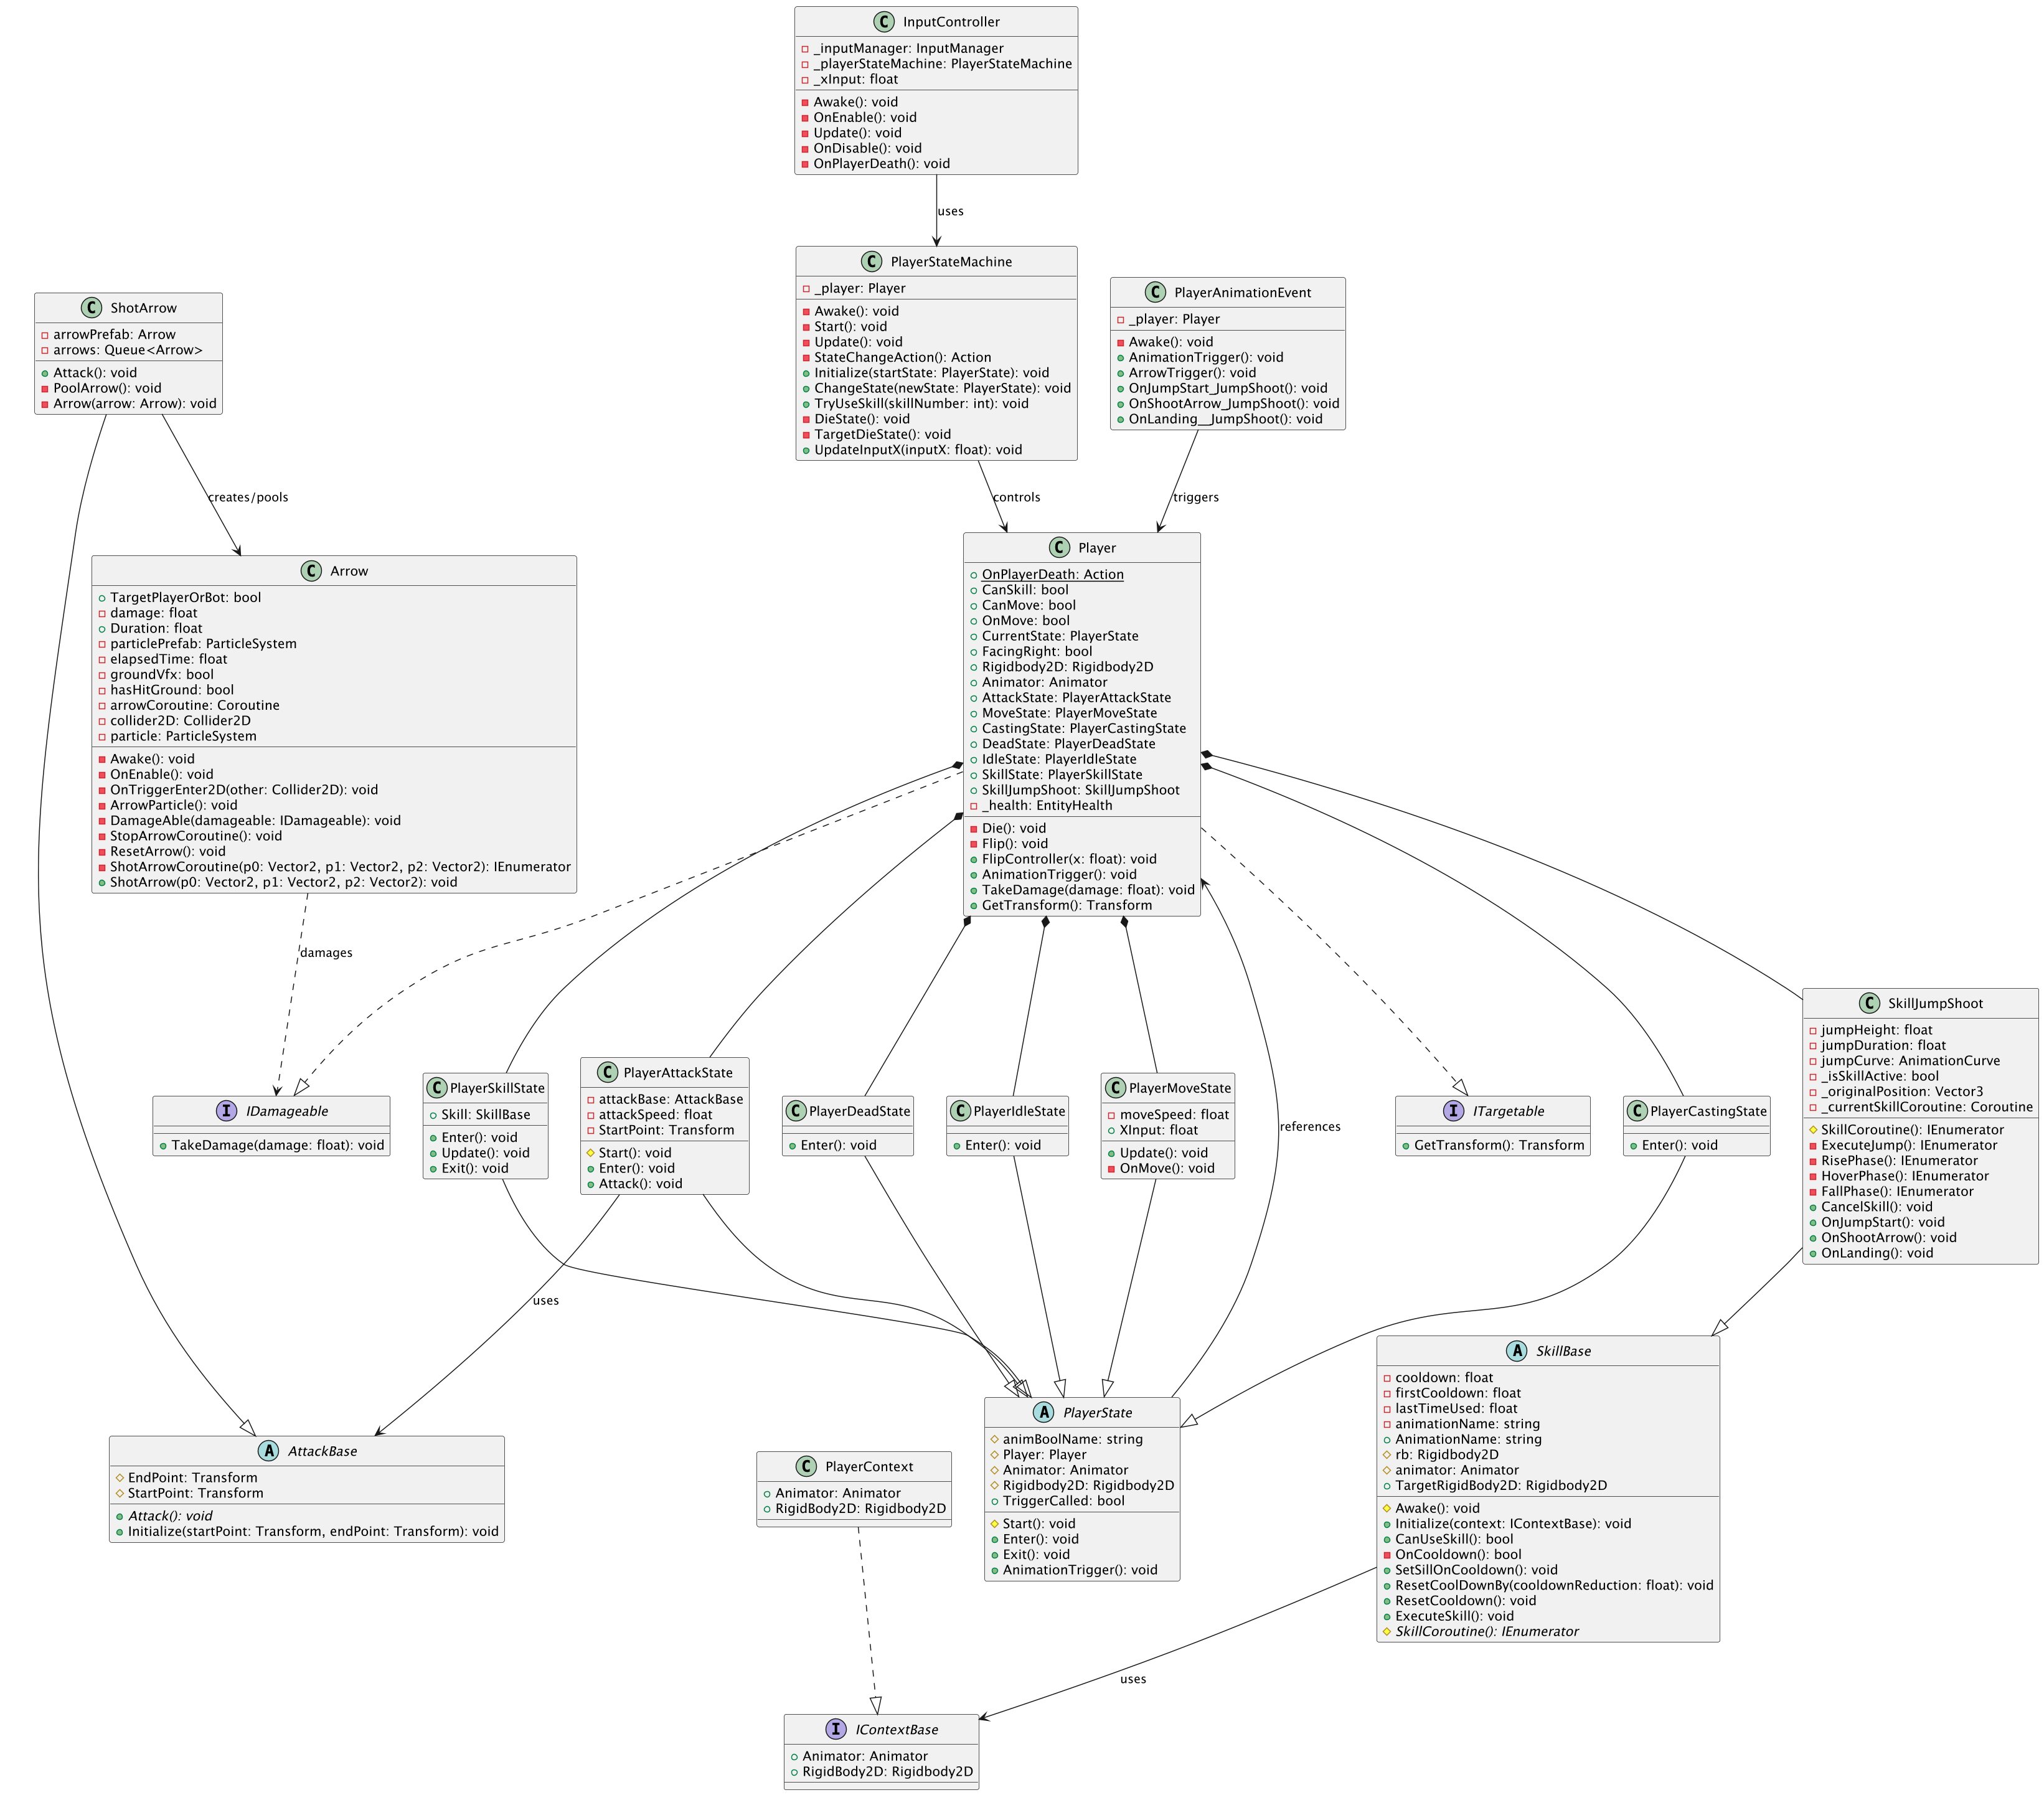 C InputController
_inputManager: InputManager
_playerStateMachine: PlayerStateMachine
_xInput: float
Awake(): void
OnEnable(): void
Update(): void
OnDisable(): void
OnPlayerDeath(): void
uses
C PlayerStateMachine
_player: Player
Awake(): void
Start(): void
Update(): void
StateChangeAction(): Action
Initialize(startState: PlayerState): void
ChangeState(newState: PlayerState): void
TryUseSkill(skillNumber: int): void
DieState(): void
TargetDieState(): void
UpdateInputX(inputX: float): void
C PlayerAnimationEvent
_player: Player
Awake(): void
AnimationTrigger(): void
ArrowTrigger(): void
OnJumpStart_JumpShoot(): void
OnShootArrow_JumpShoot(): void
OnLanding__JumpShoot(): void
C ShotArrow
arrowPrefab: Arrow
arrows: Queue<Arrow>
Attack(): void
PoolArrow(): void
Arrow(arrow: Arrow): void
creates/pools
controls
triggers
C Arrow
TargetPlayerOrBot: bool
damage: float
Duration: float
particlePrefab: ParticleSystem
elapsedTime: float
groundVfx: bool
hasHitGround: bool
arrowCoroutine: Coroutine
collider2D: Collider2D
particle: ParticleSystem
Awake(): void
OnEnable(): void
OnTriggerEnter2D(other: Collider2D): void
ArrowParticle(): void
DamageAble(damageable: IDamageable): void
StopArrowCoroutine(): void
ResetArrow(): void
ShotArrowCoroutine(p0: Vector2, p1: Vector2, p2: Vector2): IEnumerator
ShotArrow(p0: Vector2, p1: Vector2, p2: Vector2): void
C Player
OnPlayerDeath: Action
CanSkill: bool
CanMove: bool
OnMove: bool
CurrentState: PlayerState
FacingRight: bool
Rigidbody2D: Rigidbody2D
Animator: Animator
AttackState: PlayerAttackState
MoveState: PlayerMoveState
CastingState: PlayerCastingState
DeadState: PlayerDeadState
IdleState: PlayerIdleState
SkillState: PlayerSkillState
SkillJumpShoot: SkillJumpShoot
_health: EntityHealth
Die(): void
Flip(): void
FlipController(x: float): void
AnimationTrigger(): void
TakeDamage(damage: float): void
GetTransform(): Transform
damages
I IDamageable
TakeDamage(damage: float): void
C PlayerSkillState
Skill: SkillBase
Enter(): void
Update(): void
Exit(): void
C PlayerAttackState
attackBase: AttackBase
attackSpeed: float
StartPoint: Transform
Start(): void
Enter(): void
Attack(): void
C PlayerDeadState
Enter(): void
C PlayerIdleState
Enter(): void
C PlayerMoveState
moveSpeed: float
XInput: float
Update(): void
OnMove(): void
references
I ITargetable
GetTransform(): Transform
C PlayerCastingState
Enter(): void
C SkillJumpShoot
jumpHeight: float
jumpDuration: float
jumpCurve: AnimationCurve
_isSkillActive: bool
_originalPosition: Vector3
_currentSkillCoroutine: Coroutine
SkillCoroutine(): IEnumerator
ExecuteJump(): IEnumerator
RisePhase(): IEnumerator
HoverPhase(): IEnumerator
FallPhase(): IEnumerator
CancelSkill(): void
OnJumpStart(): void
OnShootArrow(): void
OnLanding(): void
uses
A AttackBase
EndPoint: Transform
StartPoint: Transform
Attack(): void
Initialize(startPoint: Transform, endPoint: Transform): void
C PlayerContext
Animator: Animator
RigidBody2D: Rigidbody2D
A PlayerState
animBoolName: string
Player: Player
Animator: Animator
Rigidbody2D: Rigidbody2D
TriggerCalled: bool
Start(): void
Enter(): void
Exit(): void
AnimationTrigger(): void
A SkillBase
cooldown: float
firstCooldown: float
lastTimeUsed: float
animationName: string
AnimationName: string
rb: Rigidbody2D
animator: Animator
TargetRigidBody2D: Rigidbody2D
Awake(): void
Initialize(context: IContextBase): void
CanUseSkill(): bool
OnCooldown(): bool
SetSillOnCooldown(): void
ResetCoolDownBy(cooldownReduction: float): void
ResetCooldown(): void
ExecuteSkill(): void
SkillCoroutine(): IEnumerator
uses
I IContextBase
Animator: Animator
RigidBody2D: Rigidbody2D